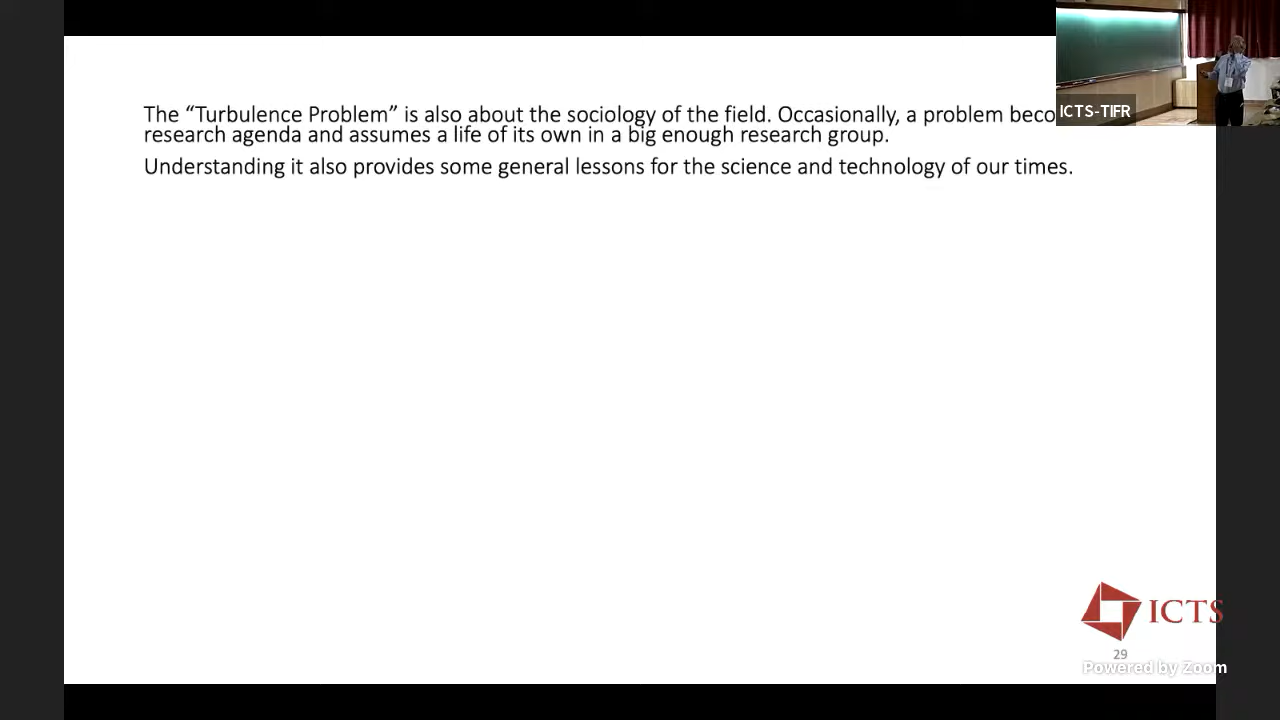 The “Turbulence Problem” is also about the sociology of the field. Occasionally, a problem
research agenda and assumes a life of its own in a big enough research group.
Understanding it also provides some general lessons for the science and technology of our times.
ICTS-TIFR
ICTS
29
Powered by Zoom